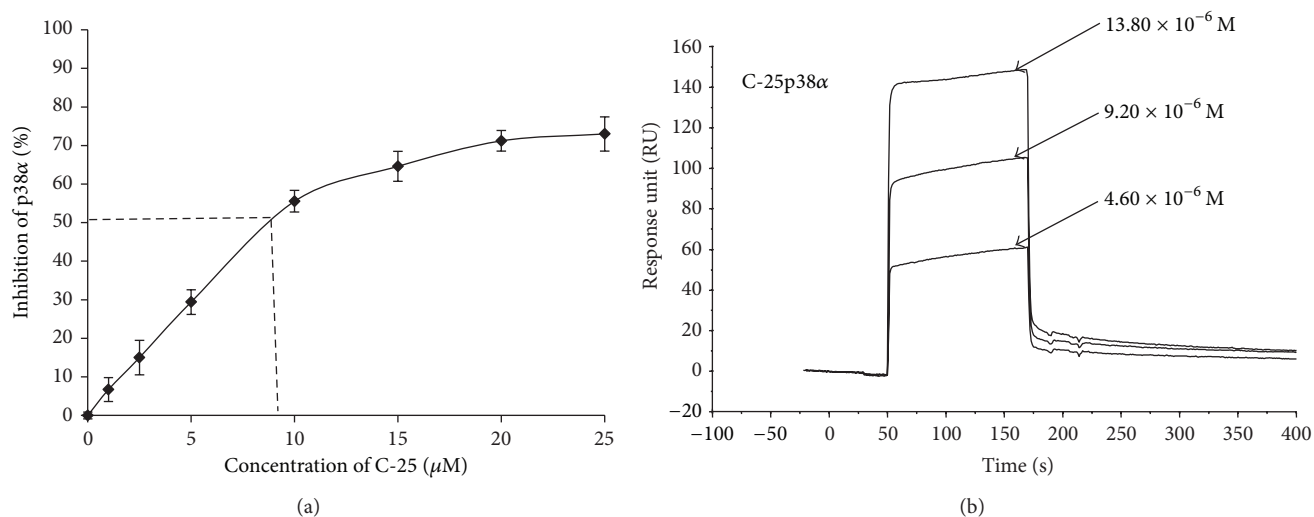 100
90
80
70
60
50
40
30
20
10
0
Inhibition of p38α (%)
0 5 10 15 20 25
Concentration of C-25 (μM)
(a)
160
140
120
100
80
60
40
20
0
−20
Response unit (RU)
C-25p38α
13.80 × 10⁻⁶ M
9.20 × 10⁻⁶ M
4.60 × 10⁻⁶ M
−100 −50 0 50 100 150 200 250 300 350 400
Time (s)
(b)